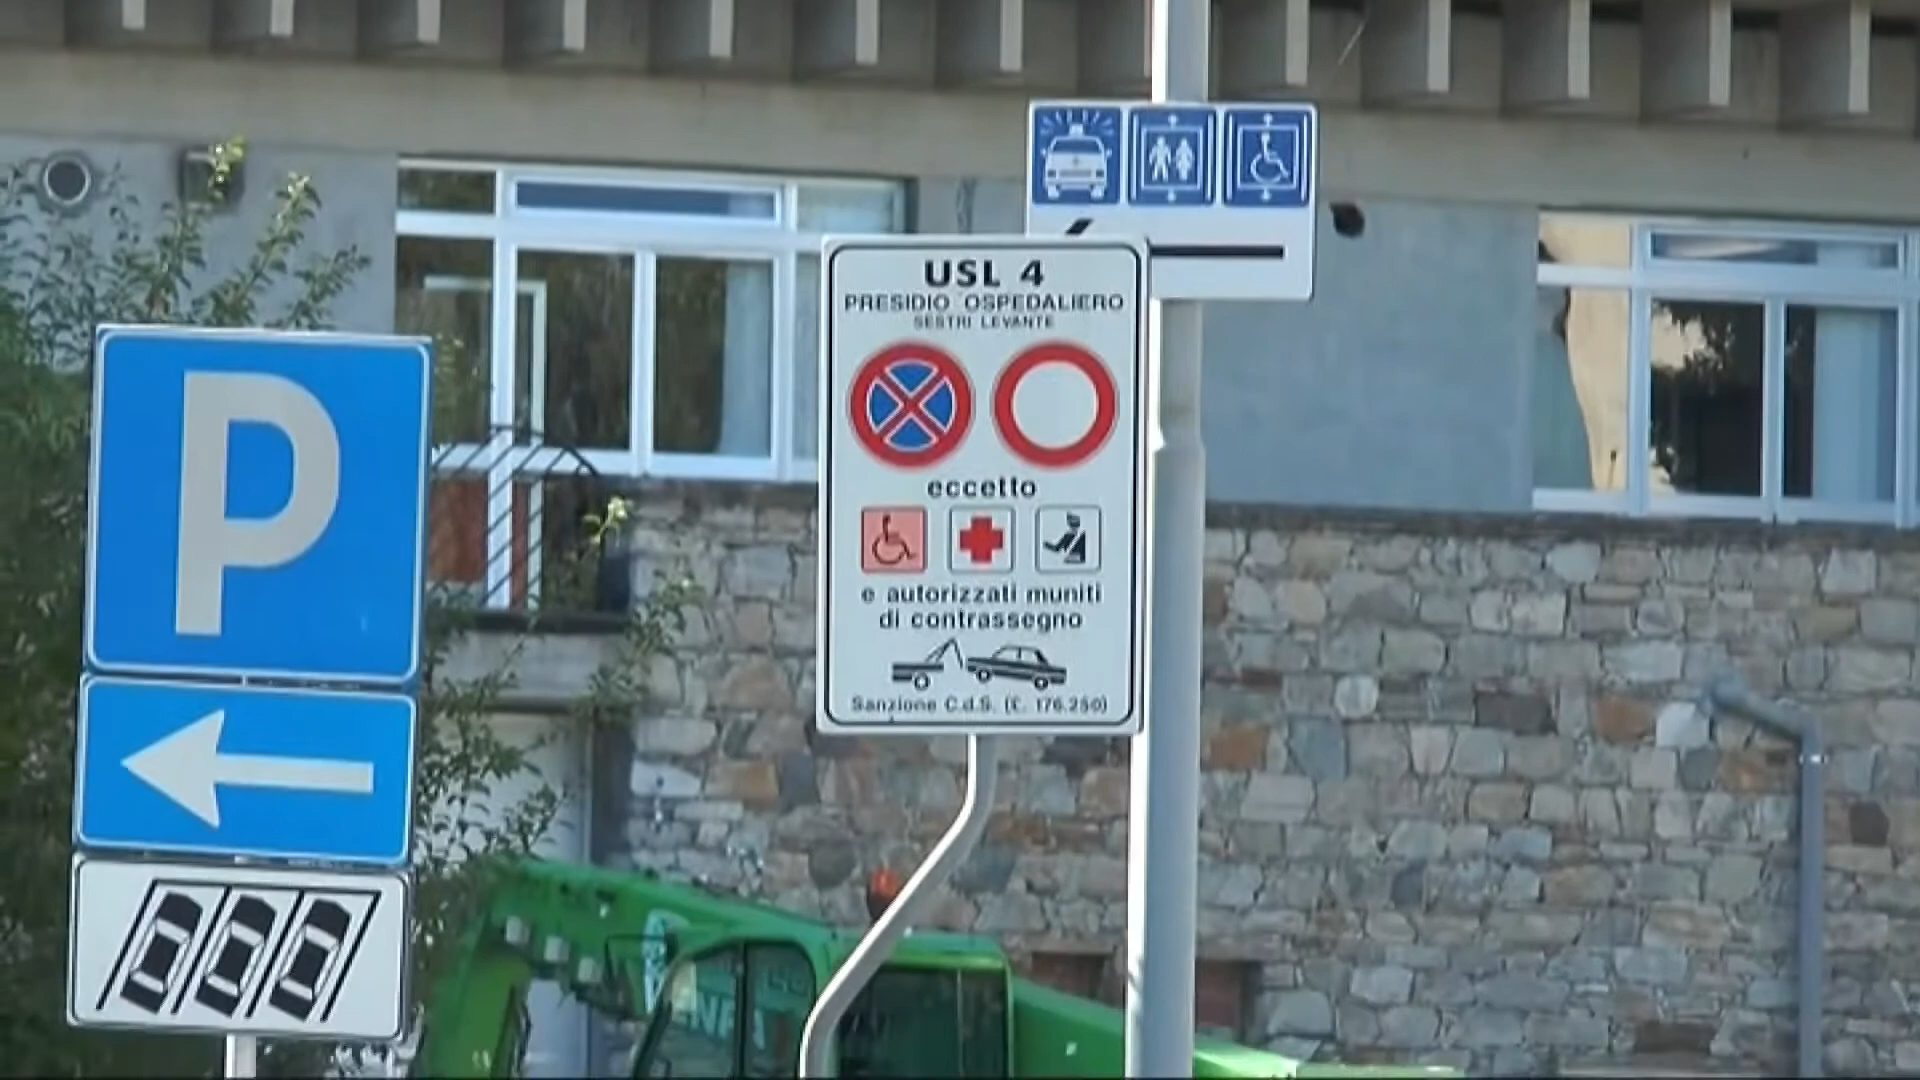 P
USL 4
PRESIDIO OSPEDALIERO
SESTRI LEVANTE
eccetto
e autorizzati muniti
di contrassegno
Sanzione C.d.S. (£. 176.250)